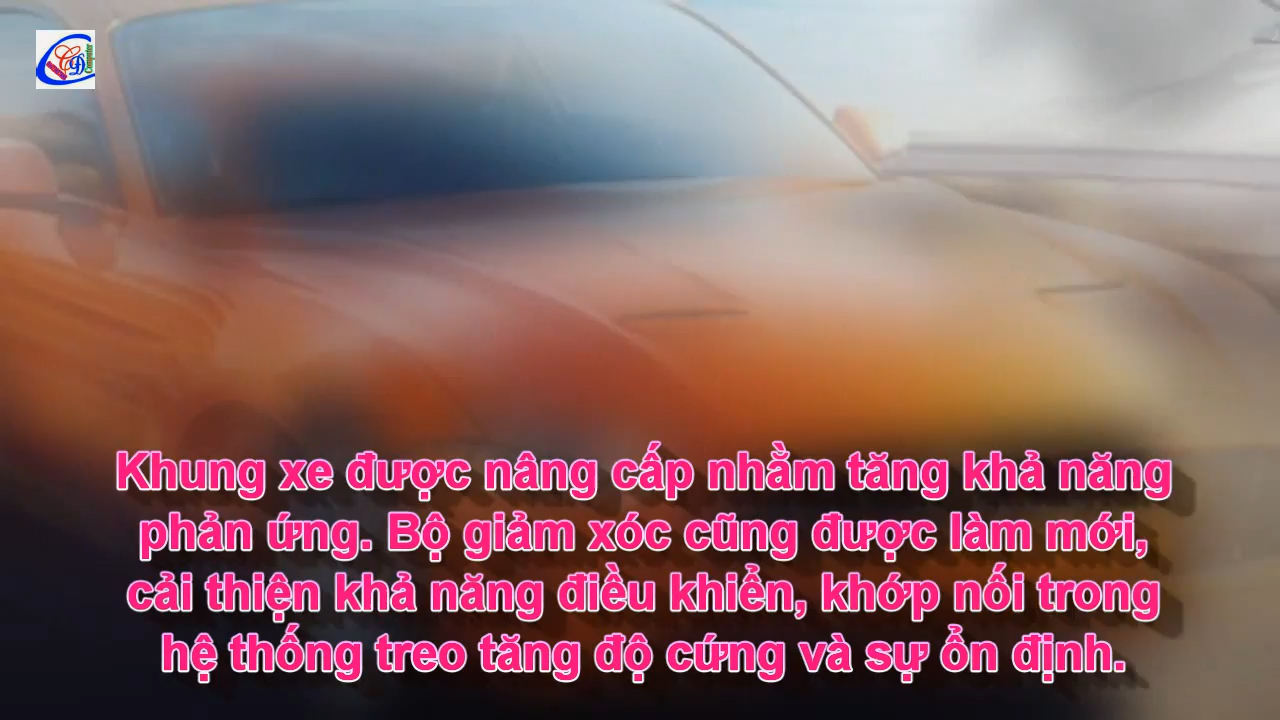 Computer
Khung xe được nâng cấp nhằm tăng khả năng
phản ứng. Bộ giảm xóc cũng được làm mới,
cải thiện khả năng điều khiển, khớp nối trong
hệ thống treo tăng độ cứng và sự ổn định.